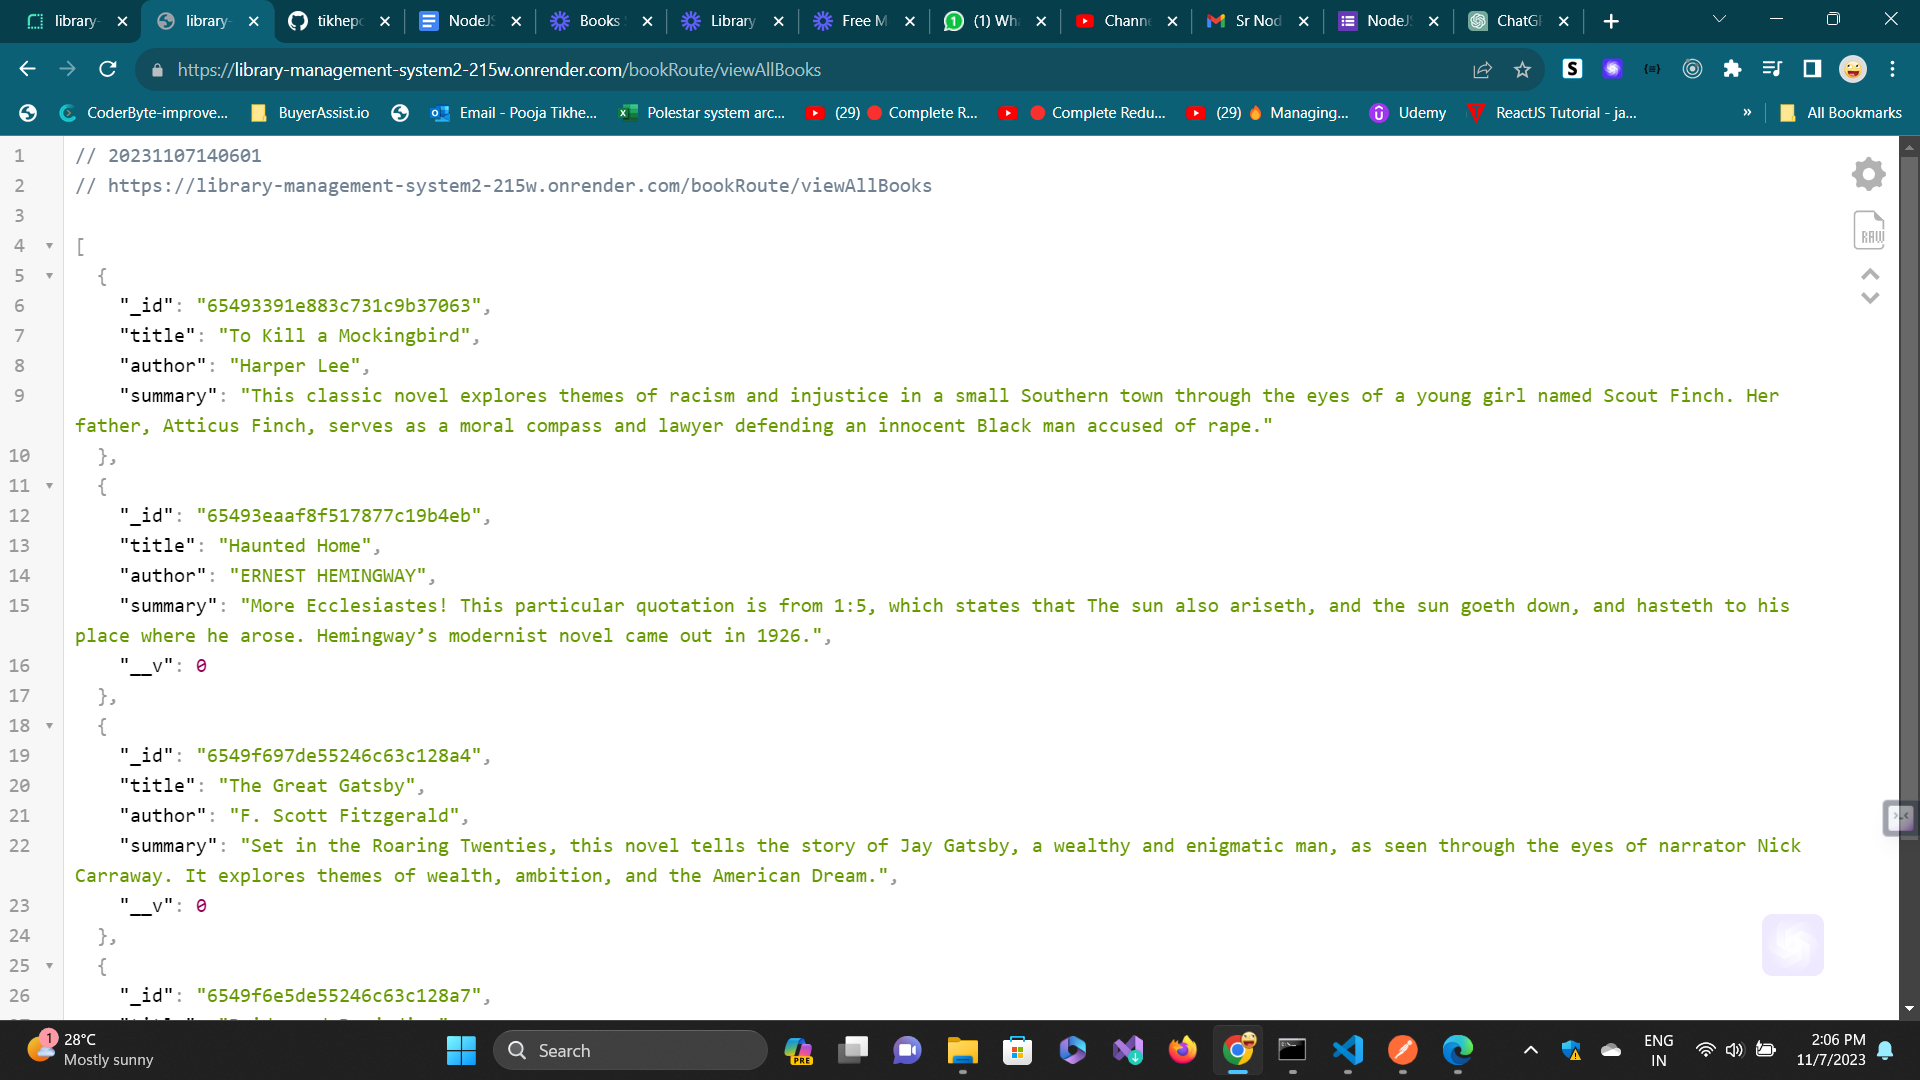 library-
library-
tikhepo
NodeJS
Books
Library
Free M
(1) Wha
Channe
Sr Nod
NodeJS
ChatGP
https://library-management-system2-215w.onrender.com/bookRoute/viewAllBooks
CoderByte-improve...
BuyerAssist.io
Email - Pooja Tikhe...
Polestar system arc...
(29) Complete R...
Complete Redu...
(29) Managing...
Udemy
ReactJS Tutorial - ja...
»
All Bookmarks
1 // 20231107140601
2 // https://library-management-system2-215w.onrender.com/bookRoute/viewAllBooks
3
4 [
5 {
6 "_id": "65493391e883c731c9b37063",
7 "title": "To Kill a Mockingbird",
8 "author": "Harper Lee",
9 "summary": "This classic novel explores themes of racism and injustice in a small Southern town through the eyes of a young girl named Scout Finch. Her
father, Atticus Finch, serves as a moral compass and lawyer defending an innocent Black man accused of rape."
10 },
11 {
12 "_id": "65493eaaf8f517877c19b4eb",
13 "title": "Haunted Home",
14 "author": "ERNEST HEMINGWAY",
15 "summary": "More Ecclesiastes! This particular quotation is from 1:5, which states that The sun also ariseth, and the sun goeth down, and hasteth to his
place where he arose. Hemingway’s modernist novel came out in 1926.",
16 "__v": 0
17 },
18 {
19 "_id": "6549f697de55246c63c128a4",
20 "title": "The Great Gatsby",
21 "author": "F. Scott Fitzgerald",
22 "summary": "Set in the Roaring Twenties, this novel tells the story of Jay Gatsby, a wealthy and enigmatic man, as seen through the eyes of narrator Nick
Carraway. It explores themes of wealth, ambition, and the American Dream.",
23 "__v": 0
24 },
25 {
26 "_id": "6549f6e5de55246c63c128a7",
RAW
1
28°C
Mostly sunny
Search
PRE
ENG
IN
2:06 PM
11/7/2023